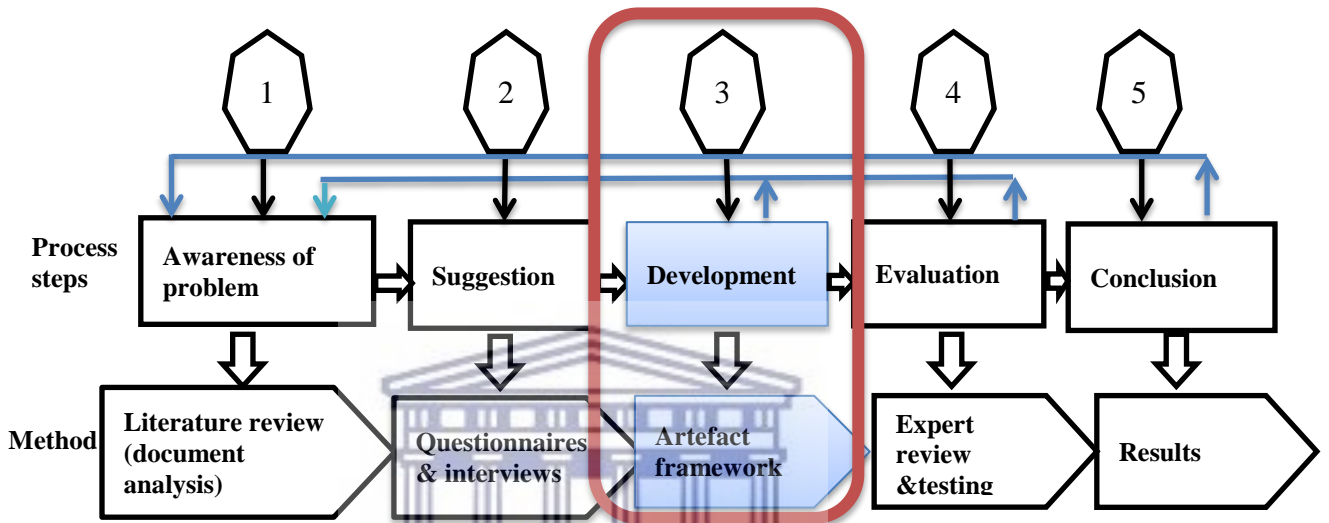 1
2
3
4
5
Process
steps
Awareness of
problem
Suggestion
Development
Evaluation
Conclusion
Method
Literature review
(document
analysis)
Questionnaires
& interviews
Artefact
framework
Expert
review
&testing
Results